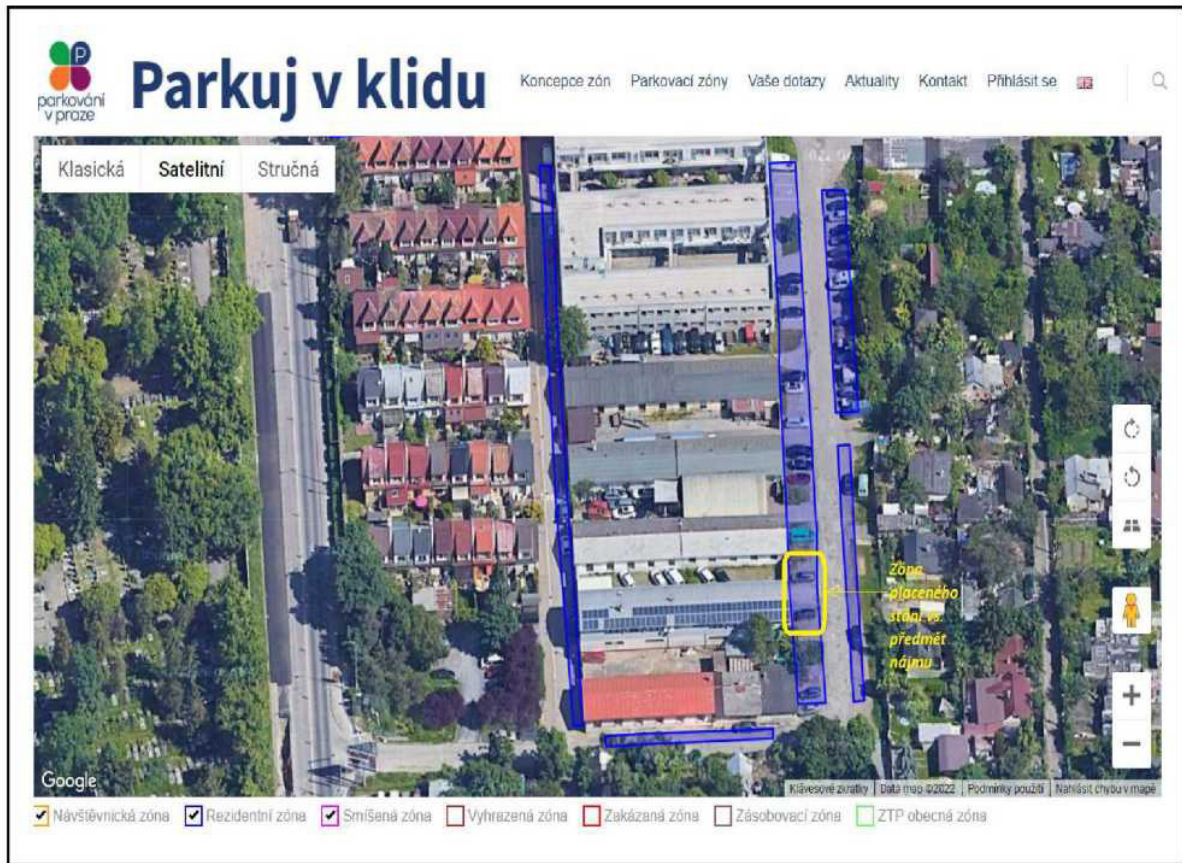 P
parkování
v praze
Parkuj v klidu
Koncepce zón Parkovací zóny Vaše dotazy Aktuality Kontakt Přihlásit se
Klasická Satelitní Stručná
Zóna
placeného
stání vs.
předmět
nájmu
Google
Klávesové zkratky Data map ©2022 Podmínky použití Nahlásit chybu v mapě
Návštěvnická zóna Rezidentní zóna Smíšená zóna Vyhrazená zóna Zakázaná zóna Zásobovací zóna ZTP obecná zóna